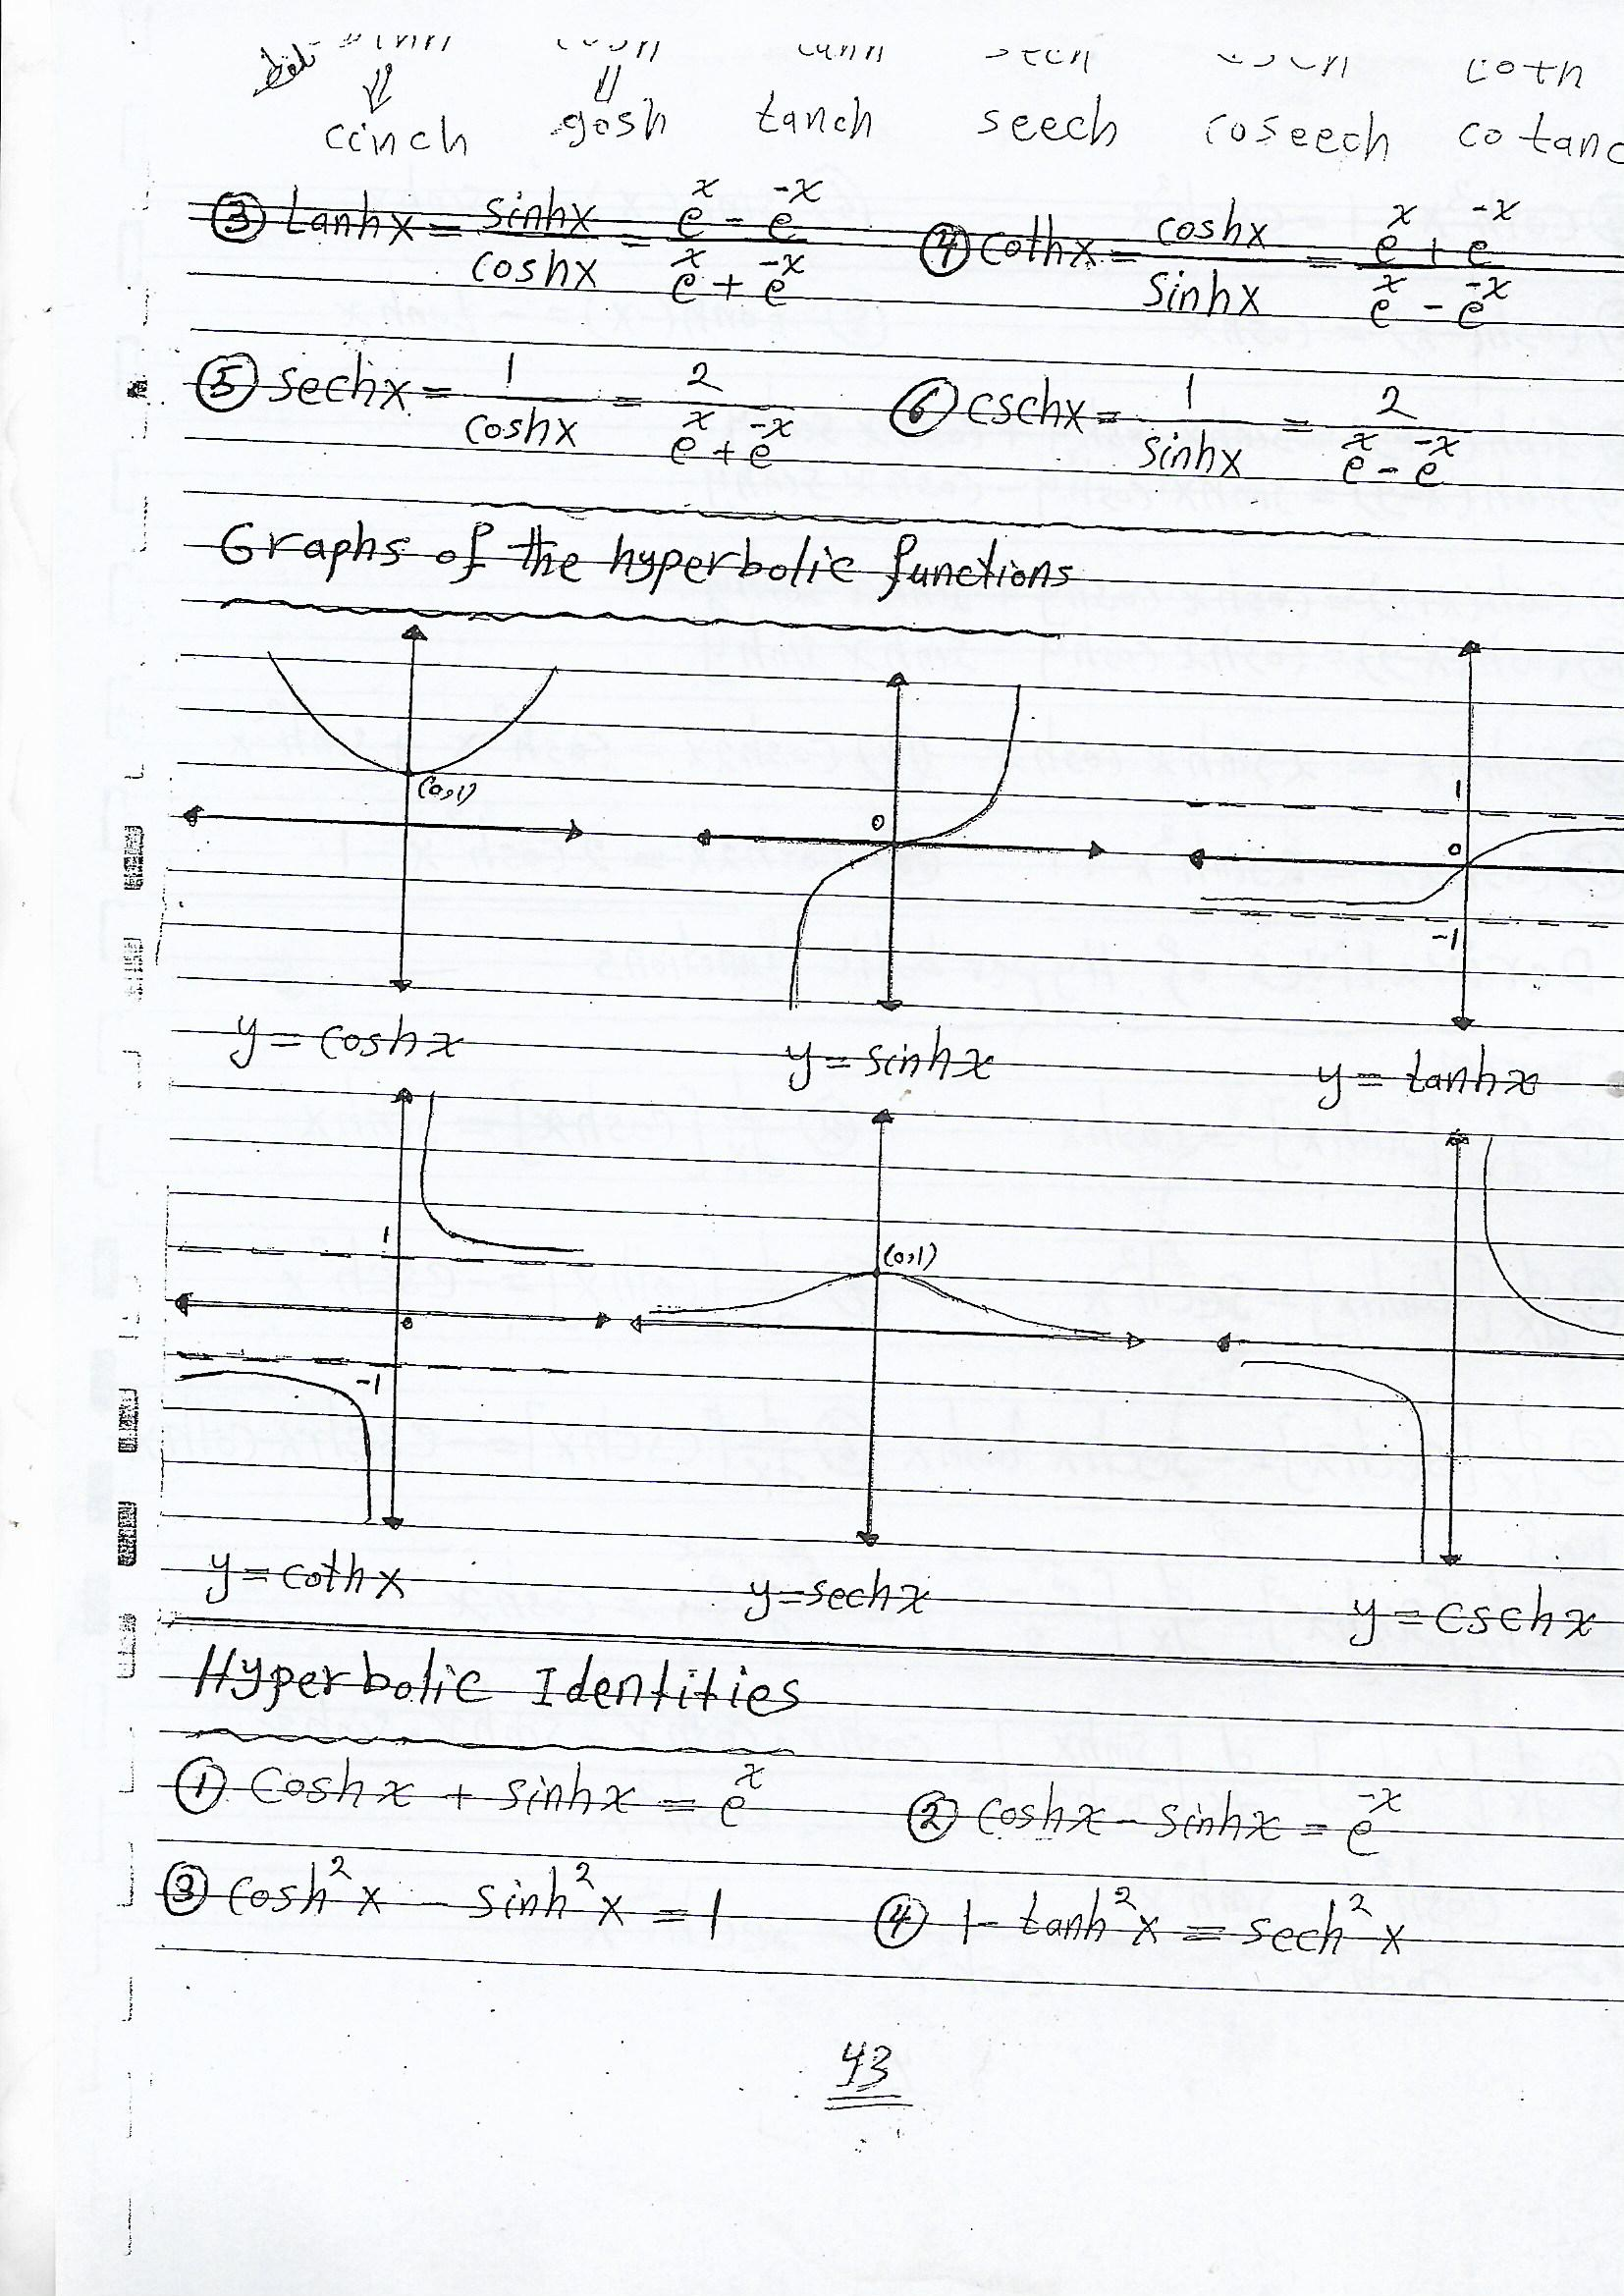 coth
cinch gosh tanch seech coseech cotanc
③ tanhx = sinhx/coshx = (e^x - e^-x)/(e^x + e^-x) ④ cothx = coshx/sinhx = (e^x + e^-x)/(e^x - e^-x)
⑤ sechx = 1/coshx = 2/(e^x + e^-x) ⑥ cschx = 1/sinhx = 2/(e^x - e^-x)
Graphs of the hyperbolic functions
(0,1) 0 1 0 -1
y = coshx y = sinhx y = tanhx
1 0 -1 (0,1)
y = cothx y = sechx y = cschx
Hyperbolic Identities
① Coshx + sinhx = e^x ② coshx - sinhx = e^-x
③ cosh²x - sinh²x = 1 ④ 1 - tanh²x = sech²x
43